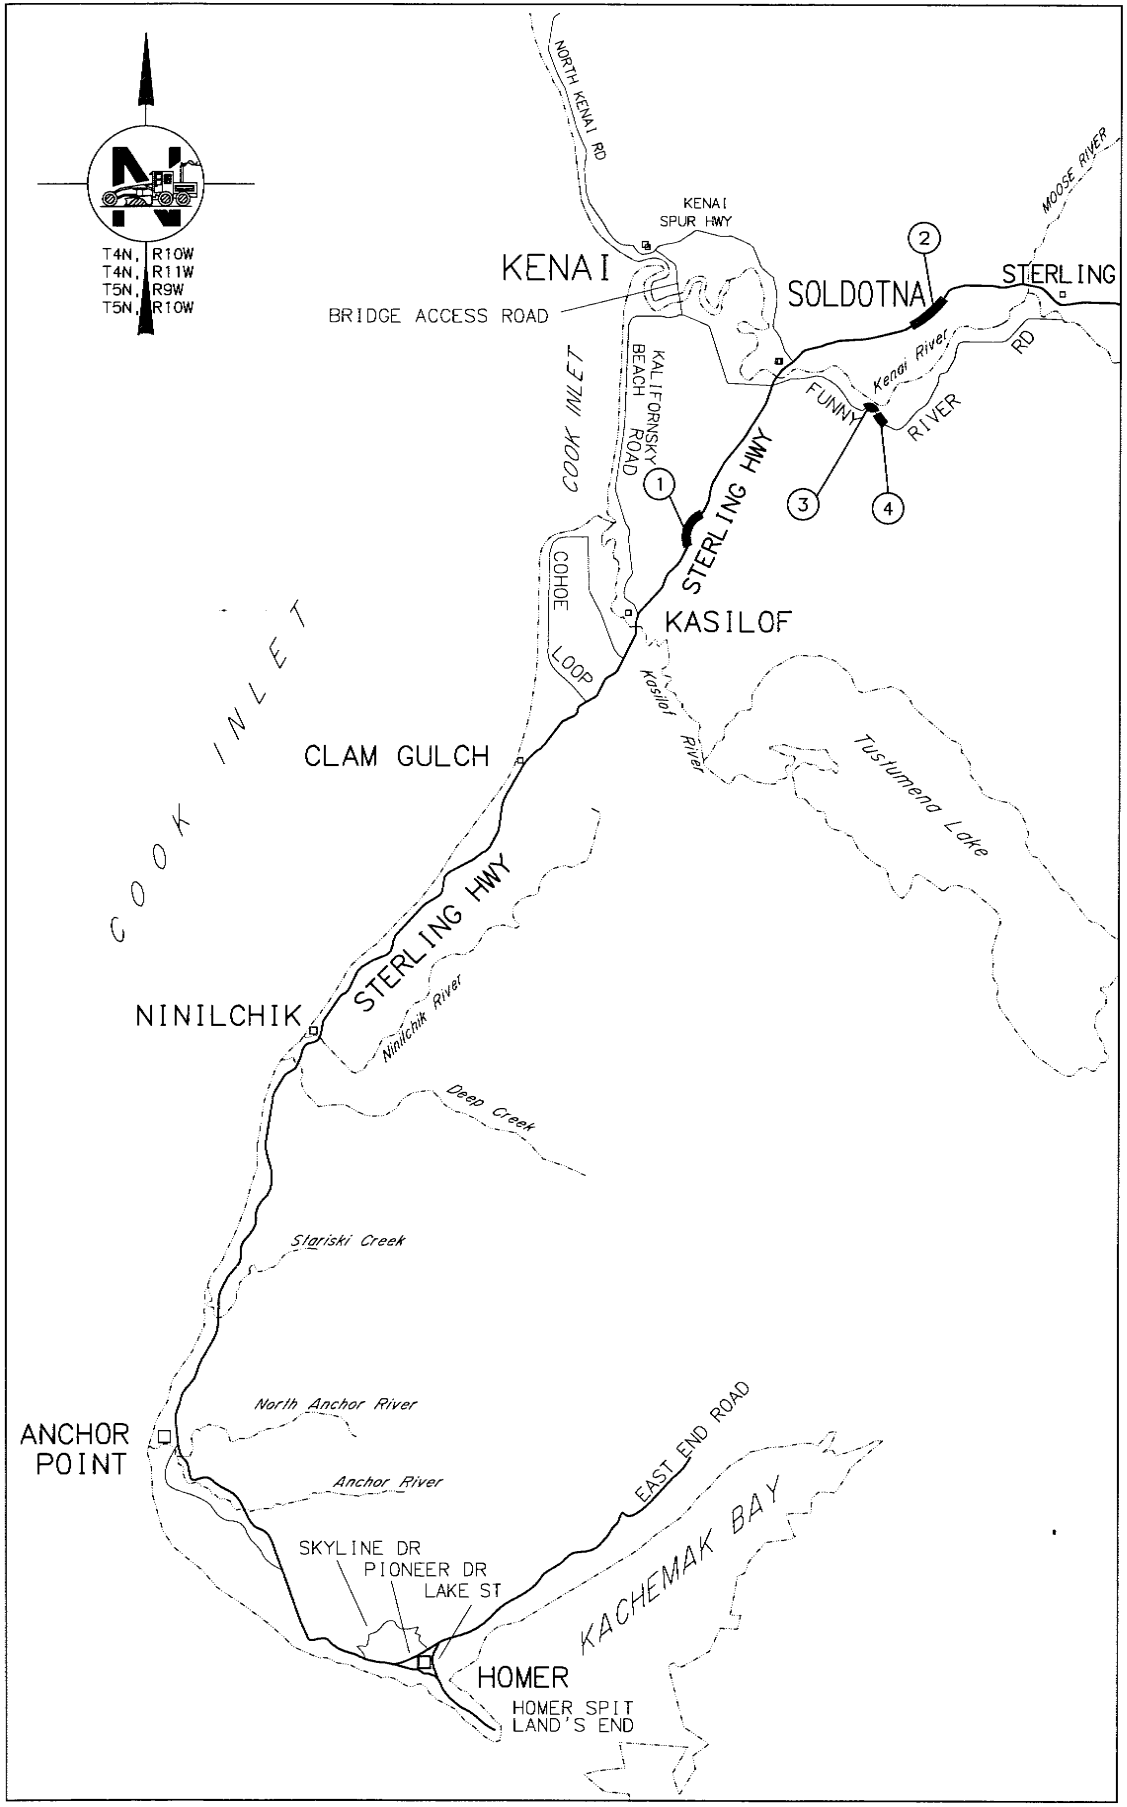 NORTH KENAI RD
MOOSE RIVER
N
T4N, R10W
T4N, R11W
T5N, R9W
T5N, R10W
KENAI
SPUR HWY
2
KENAI
STERLING
SOLDOTNA
BRIDGE ACCESS ROAD
Kenai River
RD
COOK INLET
KALIFORNSKY
BEACH ROAD
FUNNY
RIVER
1
STERLING HWY
3
4
COHOE
LOOP
KASILOF
COOK INLET
Kasilof River
CLAM GULCH
Tustumena Lake
STERLING HWY
NINILCHIK
Ninilchik River
Deep Creek
Stariski Creek
North Anchor River
ANCHOR
POINT
Anchor River
EAST END ROAD
KACHEMAK BAY
SKYLINE DR
PIONEER DR
LAKE ST
HOMER
HOMER SPIT
LAND'S END